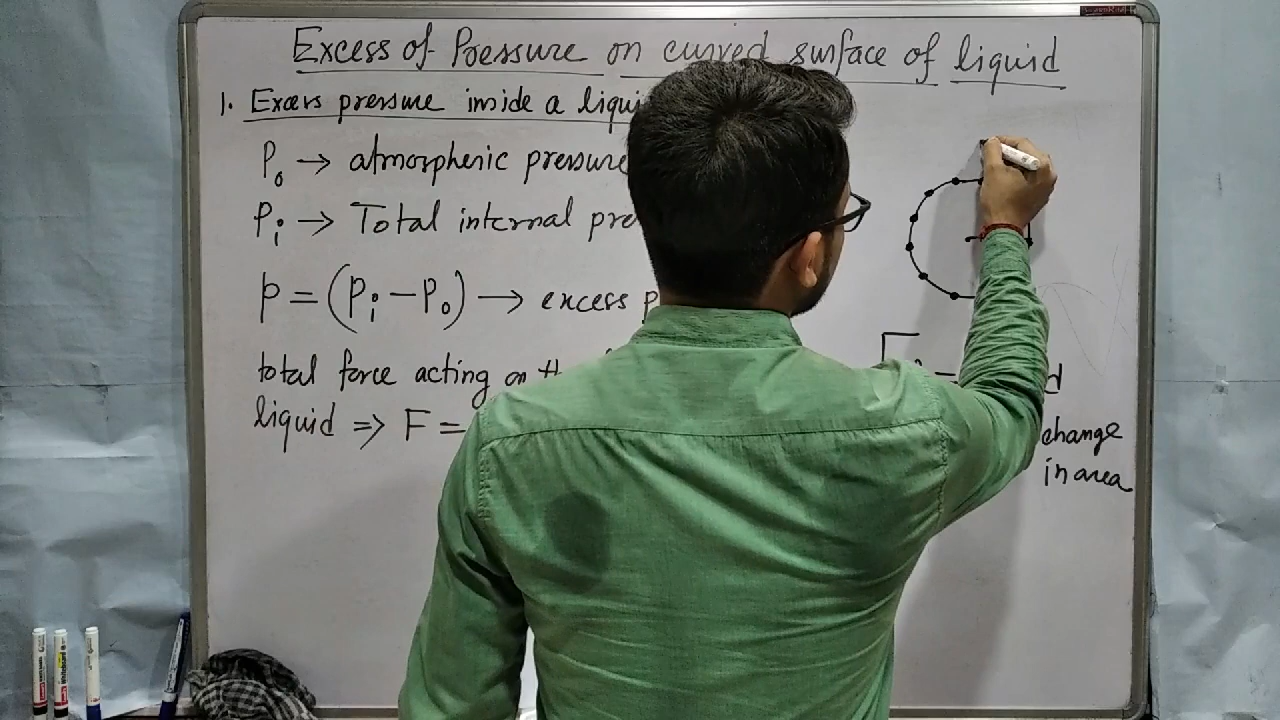 Excess of Pressure on curved surface of liquid
1. Excess pressure inside a liqui
P₀ → atmospheric pressure
Pᵢ → Total internal pre
p = (Pᵢ - P₀) → excess p
total force acting on th
liquid ⇒ F =
change
in area